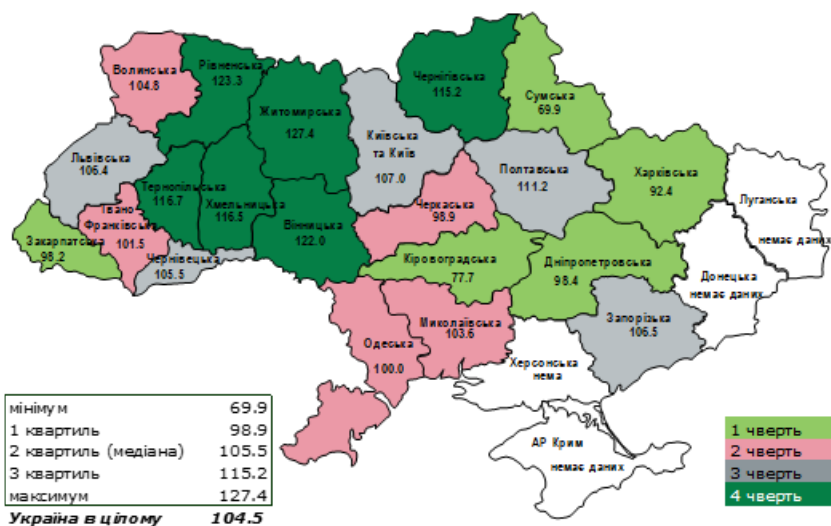 Волинська
104.8
Рівненська
123.3
Житомирська
127.4
Київська
та Київ
107.0
Чернігівська
115.2
Сумська
69.9
Львівська
106.4
Тернопільська
116.7
Хмельницька
116.5
Вінницька
122.0
Черкаська
98.9
Полтавська
111.2
Харківська
92.4
Луганська
немає даних
Івано
Франківська
101.5
Закарпатська
98.2
Чернівецька
105.5
Кіровоградська
77.7
Дніпропетровська
98.4
Донецька
немає даних
Одеська
100.0
Миколаївська
103.6
Запорізька
106.5
Херсонська
нема
АР Крим
немає даних
мінімум 69.9
1 квартиль 98.9
2 квартиль (медіана) 105.5
3 квартиль 115.2
максимум 127.4
Україна в цілому 104.5
1 чверть
2 чверть
3 чверть
4 чверть